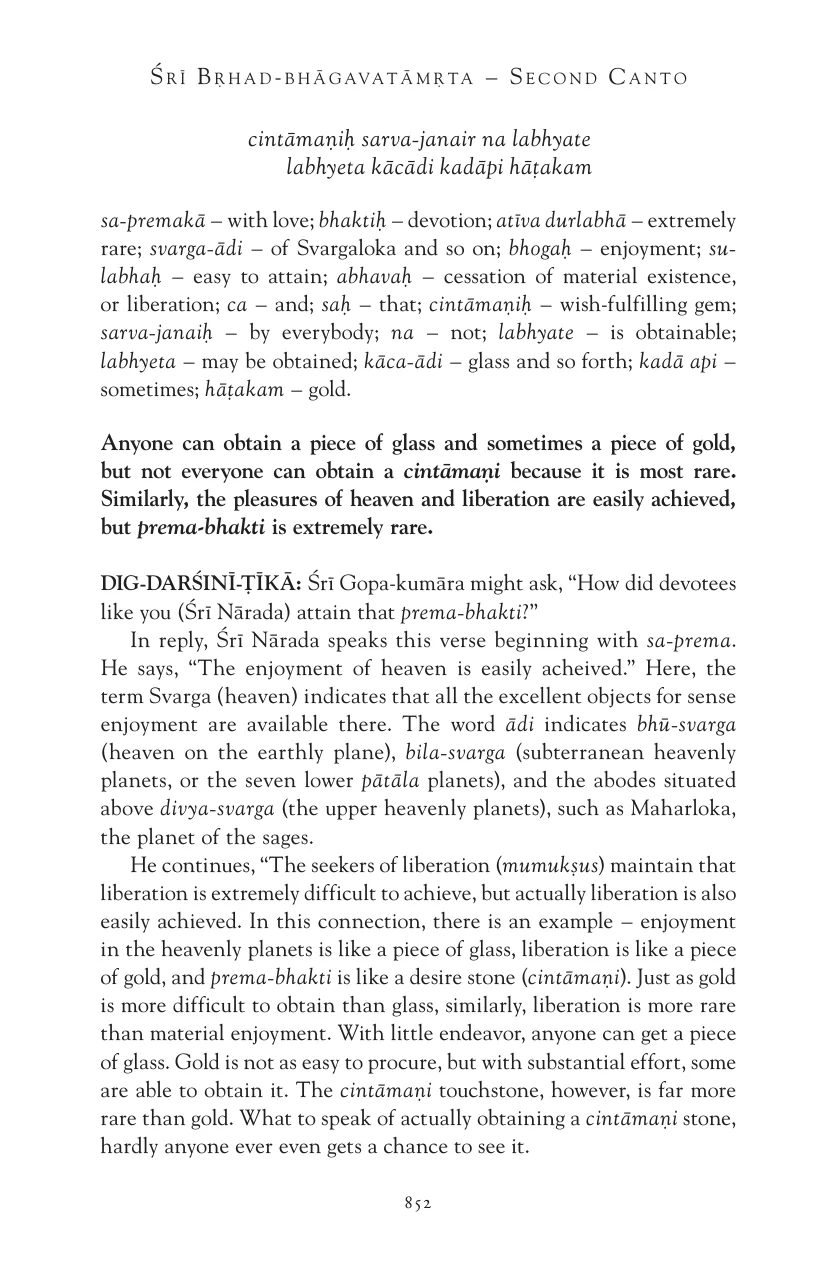 Śrī Bṛhad-bhāgavatāmṛta – Second Canto
cintāmaṇiḥ sarva-janair na labhyate
labhyeta kācādi kadāpi hāṭakam
sa-premakā – with love; bhaktiḥ – devotion; atīva durlabhā – extremely
rare; svarga-ādi – of Svargaloka and so on; bhogaḥ – enjoyment; su-
labhaḥ – easy to attain; abhavaḥ – cessation of material existence,
or liberation; ca – and; saḥ – that; cintāmaṇiḥ – wish-fulfilling gem;
sarva-janaiḥ – by everybody; na – not; labhyate – is obtainable;
labhyeta – may be obtained; kāca-ādi – glass and so forth; kadā api –
sometimes; hāṭakam – gold.
Anyone can obtain a piece of glass and sometimes a piece of gold,
but not everyone can obtain a cintāmaṇi because it is most rare.
Similarly, the pleasures of heaven and liberation are easily achieved,
but prema-bhakti is extremely rare.
DIG-DARŚINĪ-ṬĪKĀ: Śrī Gopa-kumāra might ask, “How did devotees
like you (Śrī Nārada) attain that prema-bhakti?”
In reply, Śrī Nārada speaks this verse beginning with sa-prema.
He says, “The enjoyment of heaven is easily acheived.” Here, the
term Svarga (heaven) indicates that all the excellent objects for sense
enjoyment are available there. The word ādi indicates bhū-svarga
(heaven on the earthly plane), bila-svarga (subterranean heavenly
planets, or the seven lower pātāla planets), and the abodes situated
above divya-svarga (the upper heavenly planets), such as Maharloka,
the planet of the sages.
He continues, “The seekers of liberation (mumukṣus) maintain that
liberation is extremely difficult to achieve, but actually liberation is also
easily achieved. In this connection, there is an example – enjoyment
in the heavenly planets is like a piece of glass, liberation is like a piece
of gold, and prema-bhakti is like a desire stone (cintāmaṇi). Just as gold
is more difficult to obtain than glass, similarly, liberation is more rare
than material enjoyment. With little endeavor, anyone can get a piece
of glass. Gold is not as easy to procure, but with substantial effort, some
are able to obtain it. The cintāmaṇi touchstone, however, is far more
rare than gold. What to speak of actually obtaining a cintāmaṇi stone,
hardly anyone ever even gets a chance to see it.
852